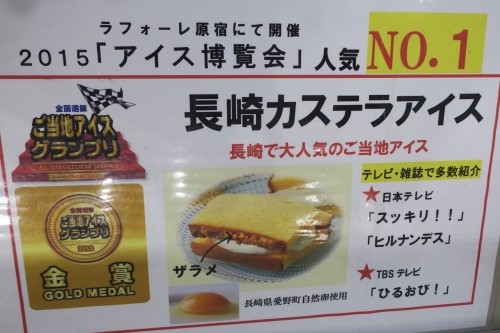 ラフォーレ原宿にて開催
2015「アイス博覧会」人気 NO.1
全国選抜
ご当地アイス
グランプリ
長崎カステラアイス
長崎で大人気のご当地アイス
テレビ・雑誌で多数紹介
★日本テレビ
「スッキリ！！」
「ヒルナンデス」
★TBSテレビ
「ひるおび！」
全国選抜
ご当地アイス
グランプリ
金賞
GOLD MEDAL
ザラメ
長崎県愛野町自然卵使用